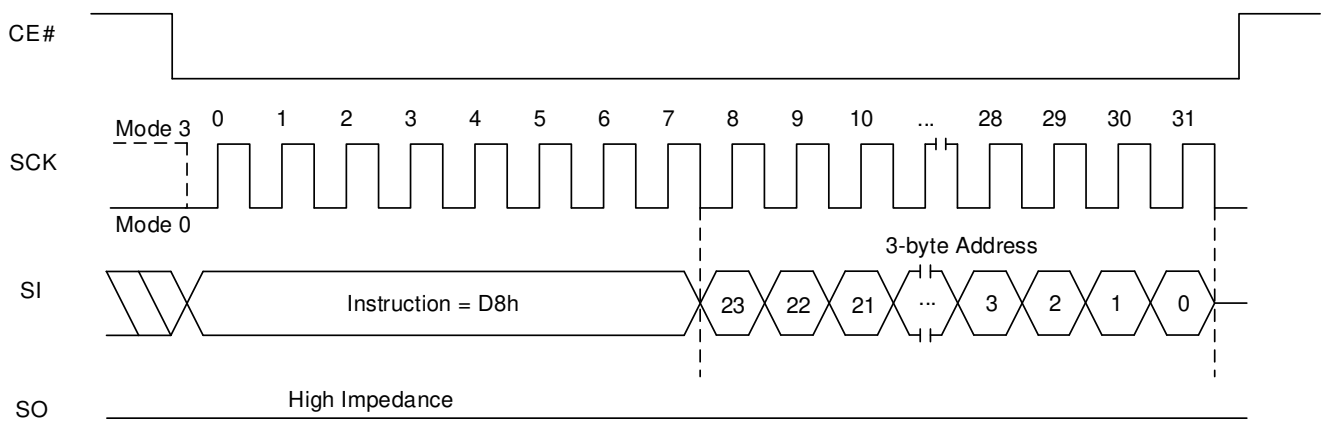 CE#
Mode 3 0 1 2 3 4 5 6 7 8 9 10 ... 28 29 30 31
SCK
Mode 0
3-byte Address
SI Instruction = D8h 23 22 21 ... 3 2 1 0
High Impedance
SO